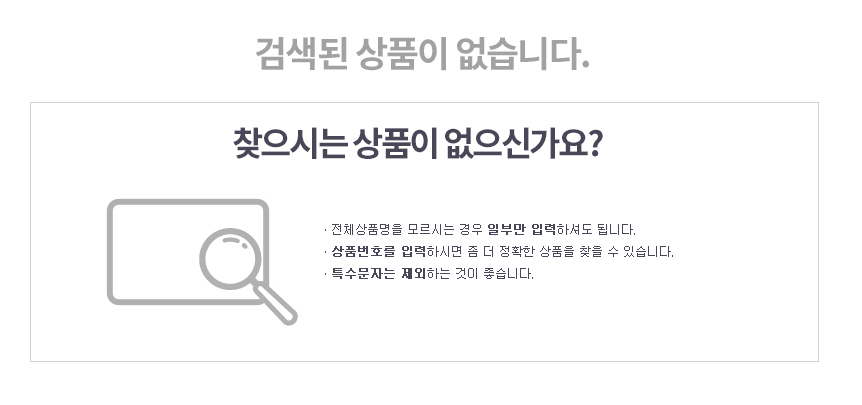 검색된 상품이 없습니다.
찾으시는 상품이 없으신가요?
· 전체상품명을 모르시는 경우 일부만 입력하셔도 됩니다.
· 상품번호를 입력하시면 좀 더 정확한 상품을 찾을 수 있습니다.
· 특수문자는 제외하는 것이 좋습니다.